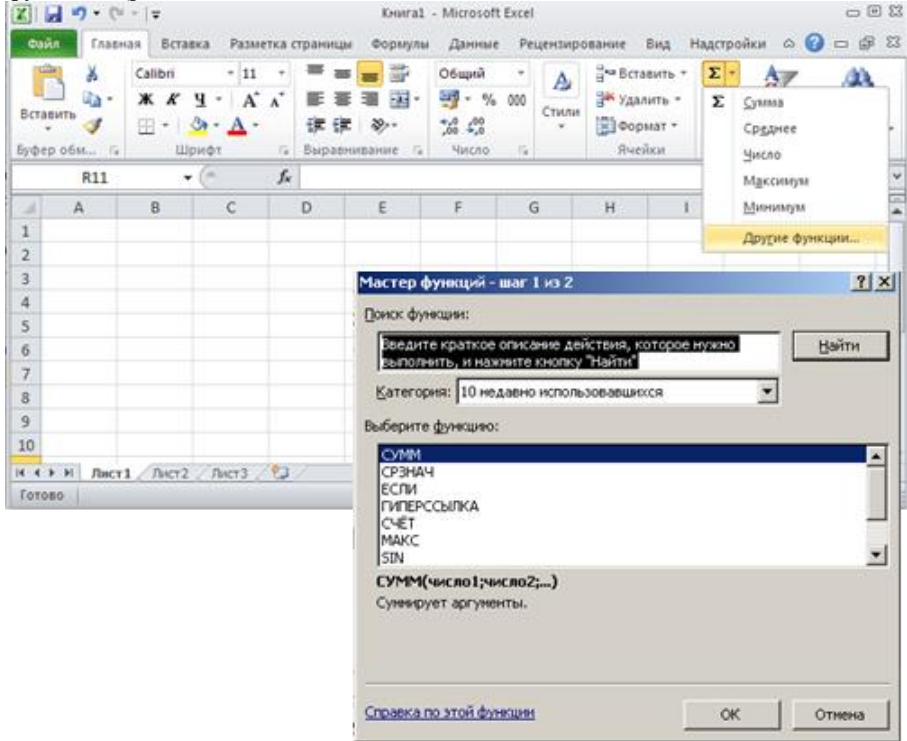 Книга1 - Microsoft Excel
Файл Главная Вставка Разметка страницы Формулы Данные Рецензирование Вид Надстройки
Вставить
Calibri 11
Ж К Ч
Общий
% 000
Стили
Вставить
Удалить
Формат
Буфер обм... Шрифт Выравнивание Число Ячейки
Σ Сумма
Среднее
Число
Максимум
Минимум
Другие функции...
R11 fx
A B C D E F G H I
1
2
3
4
5
6
7
8
9
10
Лист1 Лист2 Лист3
Готово
Мастер функций - шаг 1 из 2
Поиск функции:
Введите краткое описание действия, которое нужно
выполнить, и нажмите кнопку "Найти"
Найти
Категория: 10 недавно использовавшихся
Выберите функцию:
СУММ
СРЗНАЧ
ЕСЛИ
ГИПЕРССЫЛКА
СЧЁТ
МАКС
SIN
СУММ(число1;число2;...)
Суммирует аргументы.
Справка по этой функции
ОК Отмена